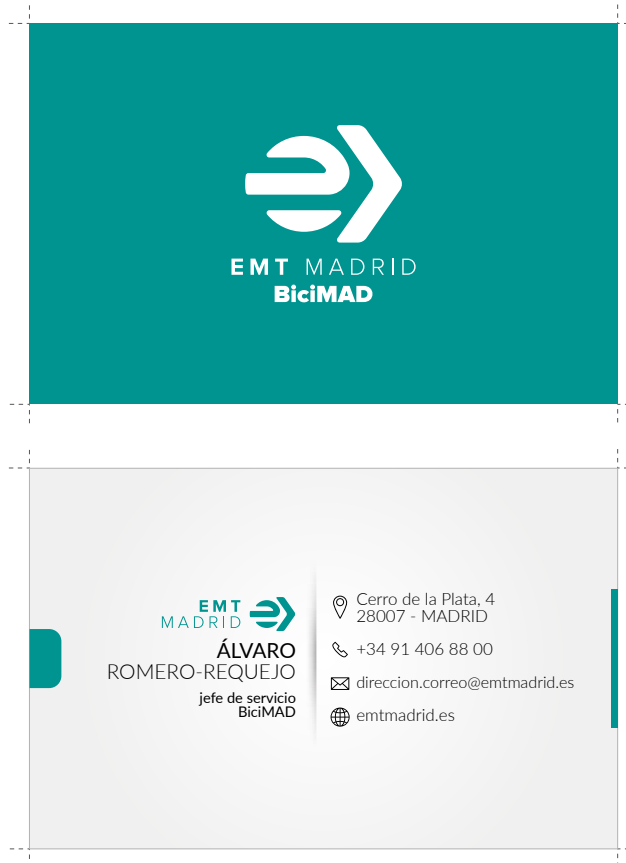 EMT MADRID
BiciMAD
EMT
MADRID
ÁLVARO
ROMERO-REQUEJO
jefe de servicio
BiciMAD
Cerro de la Plata, 4
28007 - MADRID
+34 91 406 88 00
direccion.correo@emtmadrid.es
emtmadrid.es